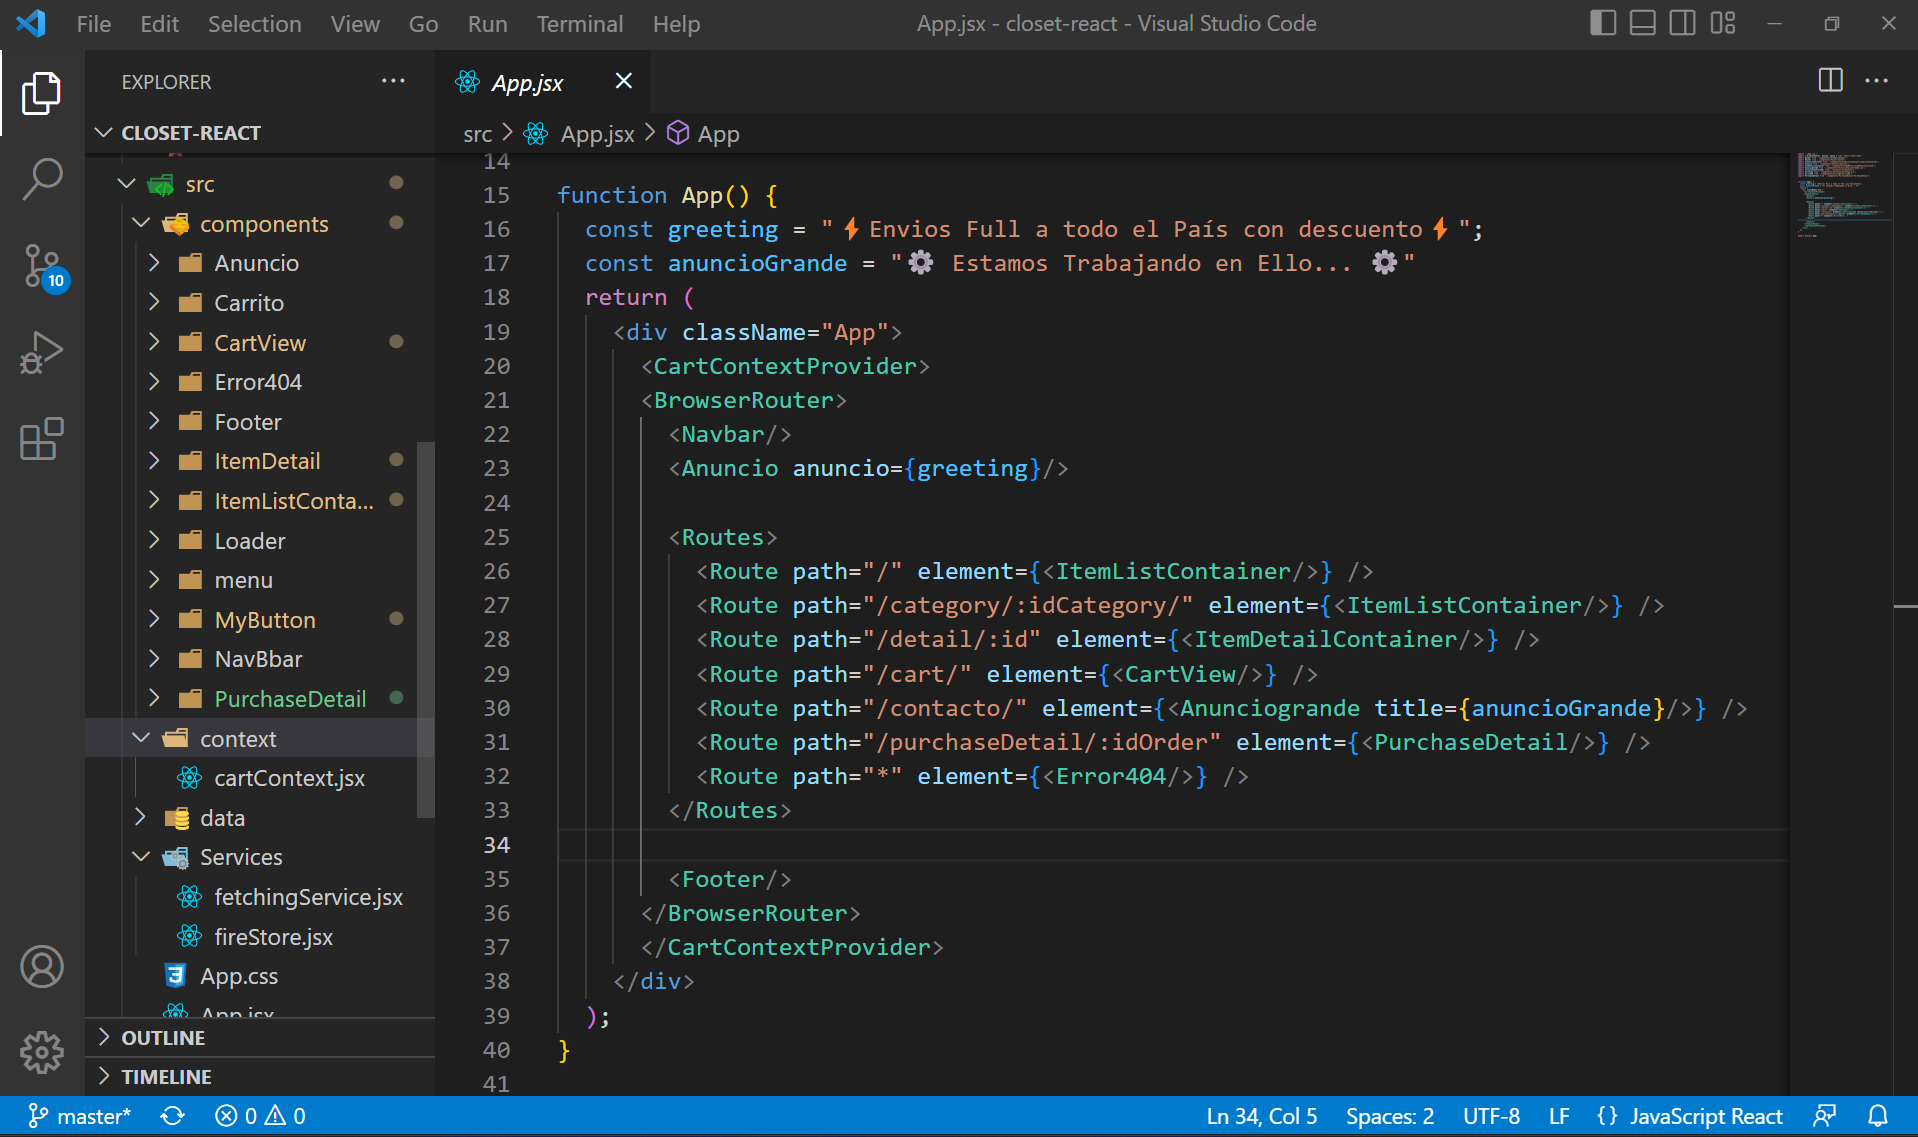 File Edit Selection View Go Run Terminal Help
App.jsx - closet-react - Visual Studio Code
EXPLORER
App.jsx
CLOSET-REACT
src > App.jsx > App
src
components
Anuncio
Carrito
CartView
Error404
Footer
ItemDetail
ItemListConta...
Loader
menu
MyButton
NavBbar
PurchaseDetail
context
cartContext.jsx
data
Services
fetchingService.jsx
fireStore.jsx
App.css
App.jsx
OUTLINE
TIMELINE
10
14
15 function App() {
16 const greeting = "⚡Envios Full a todo el País con descuento⚡";
17 const anuncioGrande = "⚙️ Estamos Trabajando en Ello... ⚙️"
18 return (
19 <div className="App">
20 <CartContextProvider>
21 <BrowserRouter>
22 <Navbar/>
23 <Anuncio anuncio={greeting}/>
24
25 <Routes>
26 <Route path="/" element={<ItemListContainer/>} />
27 <Route path="/category/:idCategory/" element={<ItemListContainer/>} />
28 <Route path="/detail/:id" element={<ItemDetailContainer/>} />
29 <Route path="/cart/" element={<CartView/>} />
30 <Route path="/contacto/" element={<Anunciogrande title={anuncioGrande}/>} />
31 <Route path="/purchaseDetail/:idOrder" element={<PurchaseDetail/>} />
32 <Route path="*" element={<Error404/>} />
33 </Routes>
34
35 <Footer/>
36 </BrowserRouter>
37 </CartContextProvider>
38 </div>
39 );
40 }
41
master* 0 0
Ln 34, Col 5 Spaces: 2 UTF-8 LF {} JavaScript React